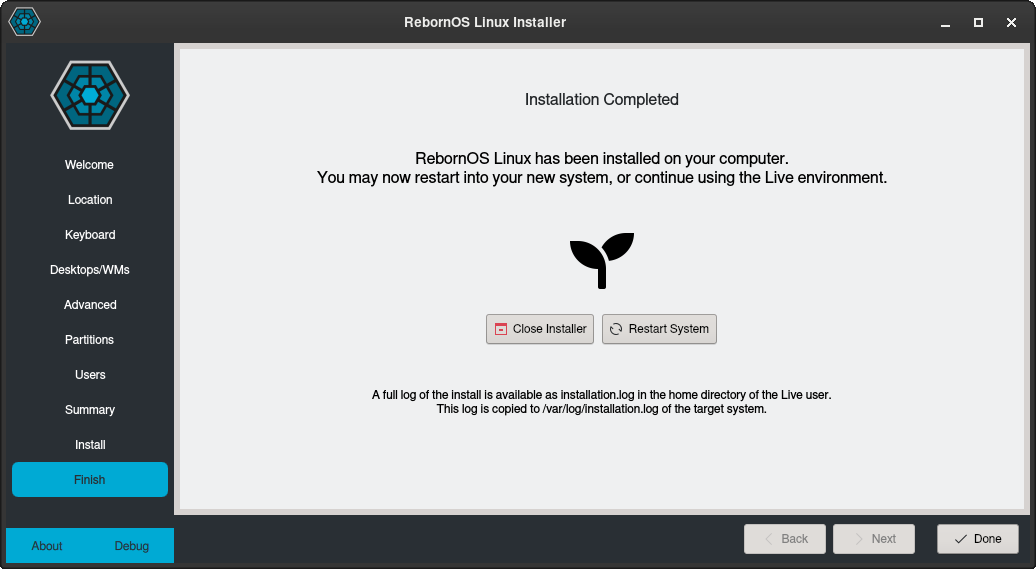 RebornOS Linux Installer
Welcome
Location
Keyboard
Desktops/WMs
Advanced
Partitions
Users
Summary
Install
Finish
About
Debug
Installation Completed
RebornOS Linux has been installed on your computer.
You may now restart into your new system, or continue using the Live environment.
Close Installer
Restart System
A full log of the install is available as installation.log in the home directory of the Live user.
This log is copied to /var/log/installation.log of the target system.
Back
Next
Done